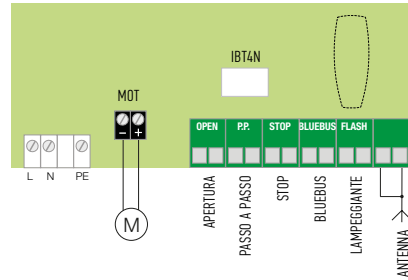 IBT4N
MOT
- +
OPEN P.P. STOP BLUEBUS FLASH
L N PE
M
APERTURA
PASSO A PASSO
STOP
BLUEBUS
LAMPEGGIANTE
ANTENNA